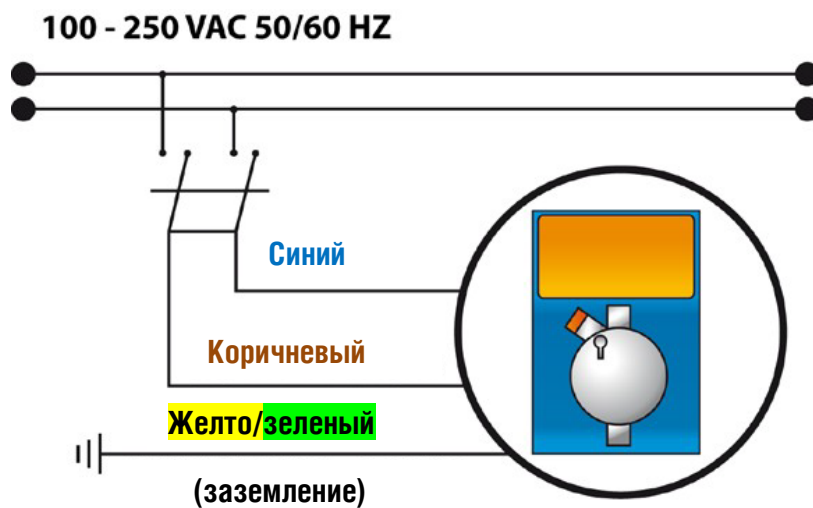 100 - 250 VAC 50/60 HZ
Синий
Коричневый
Желто/зеленый
(заземление)